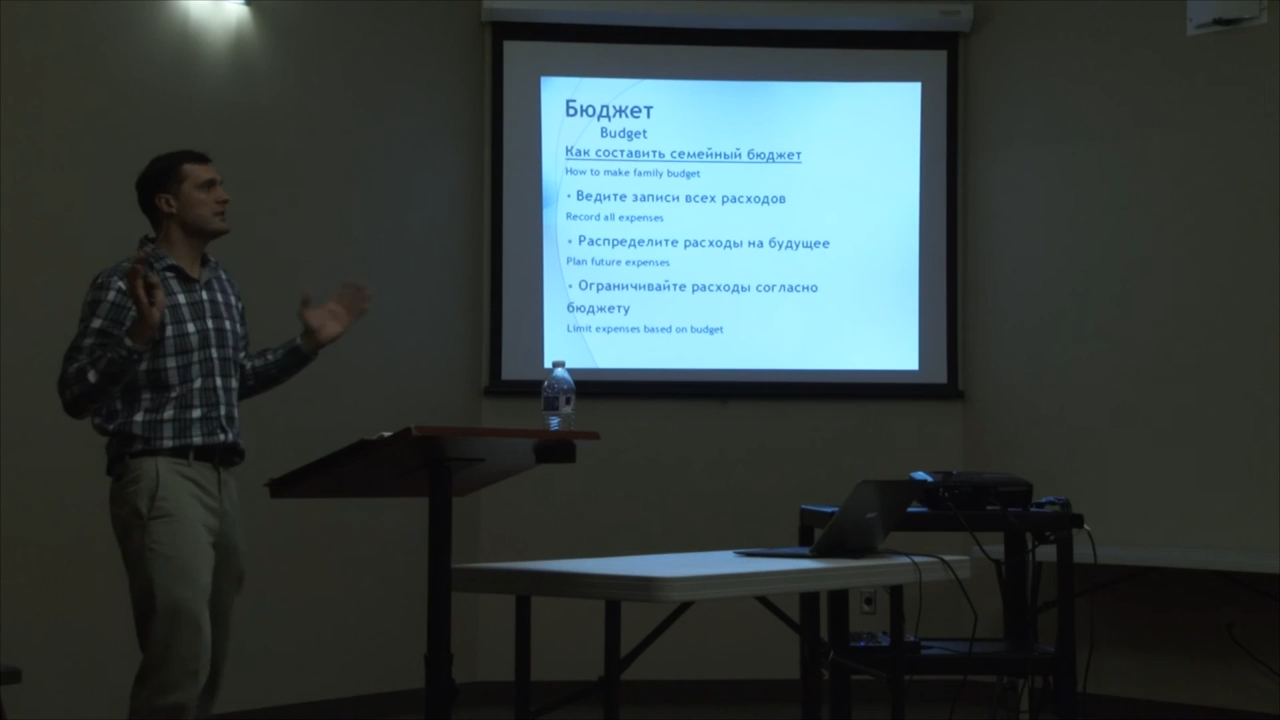 Бюджет
Budget
Как составить семейный бюджет
How to make family budget
• Ведите записи всех расходов
Record all expenses
• Распределите расходы на будущее
Plan future expenses
• Ограничивайте расходы согласно
бюджету
Limit expenses based on budget